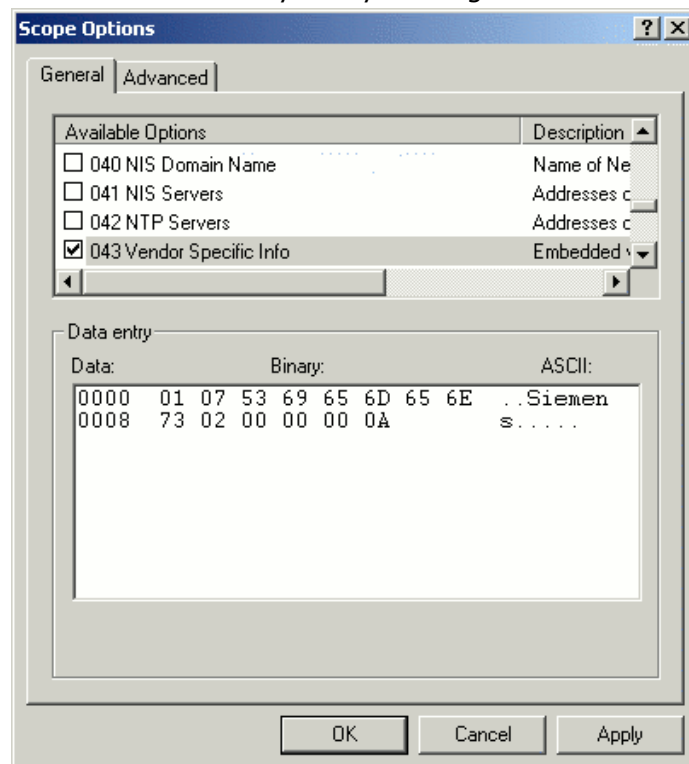 Scope Options
General Advanced
Available Options Description
040 NIS Domain Name Name of Ne
041 NIS Servers Addresses c
042 NTP Servers Addresses c
043 Vendor Specific Info Embedded
Data entry
Data: Binary: ASCII:
0000 01 07 53 69 65 6D 65 6E ..Siemen
0008 73 02 00 00 00 0A s.....
OK Cancel Apply